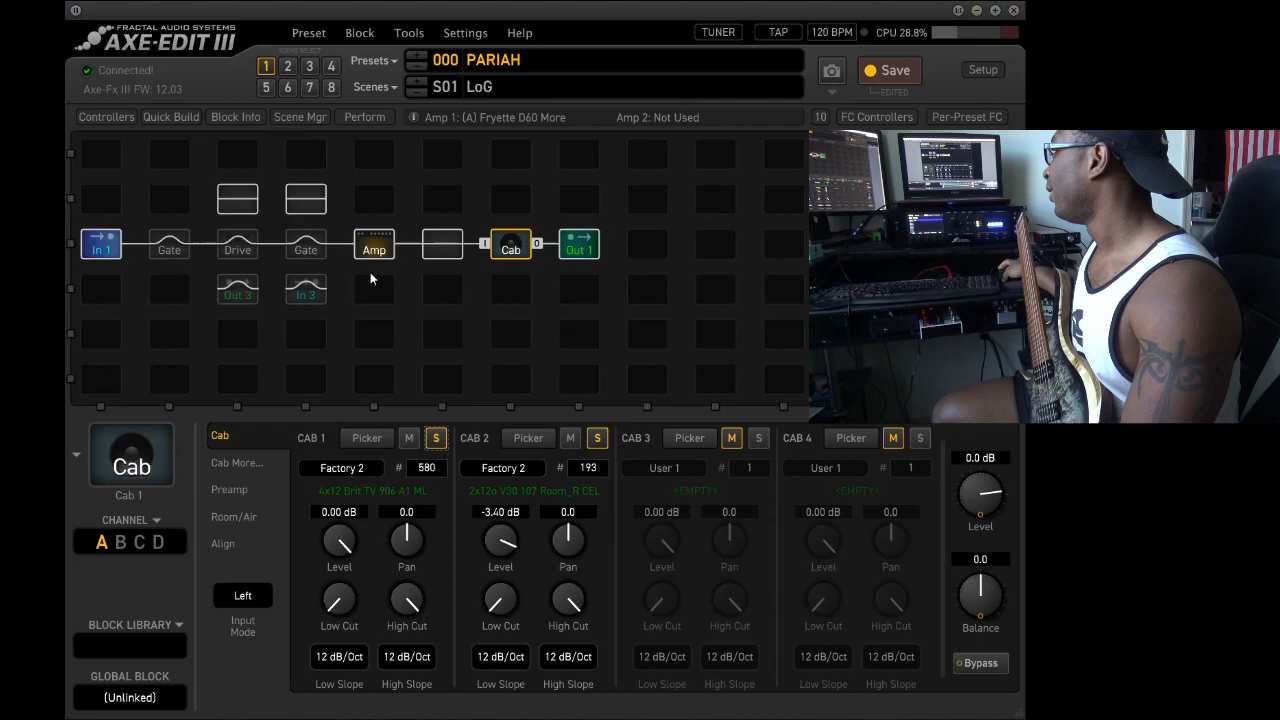 FRACTAL AUDIO SYSTEMS
AXE-EDIT III
Preset Block Tools Settings Help
TUNER TAP 120 BPM CPU 28.8%
Connected!
Axe-Fx III FW: 12.03
SCENE SELECT
1 2 3 4
5 6 7 8
Presets 000 PARIAH
Scenes S01 LoG
Save
EDITED
Setup
Controllers Quick Build Block Info Scene Mgr Perform Amp 1: (A) Fryette D60 More Amp 2: Not Used 10 FC Controllers Per-Preset FC
In 1 Gate Drive Gate Amp I Cab O Out 1
Out 3 In 3
Cab
Cab 1
CHANNEL
A B C D
BLOCK LIBRARY
GLOBAL BLOCK
(Unlinked)
Cab
Cab More...
Preamp
Room/Air
Align
Left
Input
Mode
CAB 1 Picker M S CAB 2 Picker M S CAB 3 Picker M S CAB 4 Picker M S
Factory 2 # 580 Factory 2 # 193 User 1 # 1 User 1 # 1
4x12 Brit TV 906 A1 ML 2x12o V30 107 Room_R CEL <EMPTY> <EMPTY>
0.00 dB 0.0 -3.40 dB 0.0 0.00 dB 0.0 0.00 dB 0.0
Level Pan Level Pan Level Pan Level Pan
Low Cut High Cut Low Cut High Cut Low Cut High Cut Low Cut High Cut
12 dB/Oct 12 dB/Oct 12 dB/Oct 12 dB/Oct 12 dB/Oct 12 dB/Oct 12 dB/Oct 12 dB/Oct
Low Slope High Slope Low Slope High Slope Low Slope High Slope Low Slope High Slope
0.0 dB
Level
0.0
Balance
Bypass